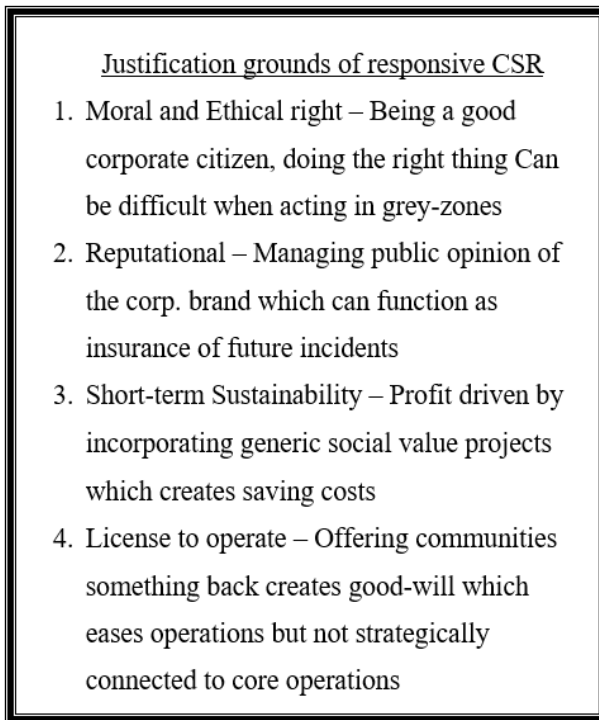 Justification grounds of responsive CSR
1. Moral and Ethical right – Being a good
corporate citizen, doing the right thing Can
be difficult when acting in grey-zones
2. Reputational – Managing public opinion of
the corp. brand which can function as
insurance of future incidents
3. Short-term Sustainability – Profit driven by
incorporating generic social value projects
which creates saving costs
4. License to operate – Offering communities
something back creates good-will which
eases operations but not strategically
connected to core operations